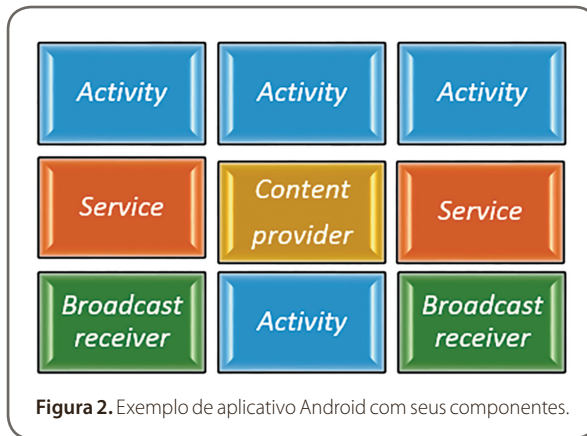 Activity Activity Activity
Service Content provider Service
Broadcast receiver Activity Broadcast receiver
Figura 2. Exemplo de aplicativo Android com seus componentes.